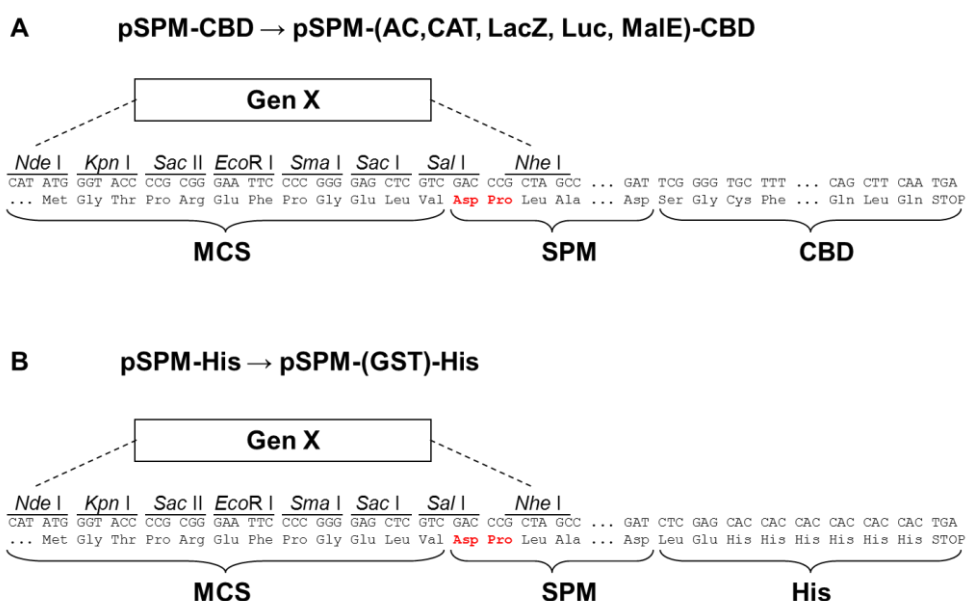 A pSPM-CBD → pSPM-(AC,CAT, LacZ, Luc, MalE)-CBD
Gen X
Nde I Kpn I Sac II EcoR I Sma I Sac I Sal I Nhe I
CAT ATG GGT ACC CCG CGG GAA TTC CCC GGG GAG CTC GTC GAC CCG CTA GCC ... GAT TCG GGG TGC TTT ... CAG CTT CAA TGA
... Met Gly Thr Pro Arg Glu Phe Pro Gly Glu Leu Val Asp Pro Leu Ala ... Asp Ser Gly Cys Phe ... Gln Leu Gln STOP
MCS SPM CBD
B pSPM-His → pSPM-(GST)-His
Gen X
Nde I Kpn I Sac II EcoR I Sma I Sac I Sal I Nhe I
CAT ATG GGT ACC CCG CGG GAA TTC CCC GGG GAG CTC GTC GAC CCG CTA GCC ... GAT CTC GAG CAC CAC CAC CAC CAC CAC TGA
... Met Gly Thr Pro Arg Glu Phe Pro Gly Glu Leu Val Asp Pro Leu Ala ... Asp Leu Glu His His His His His His STOP
MCS SPM His